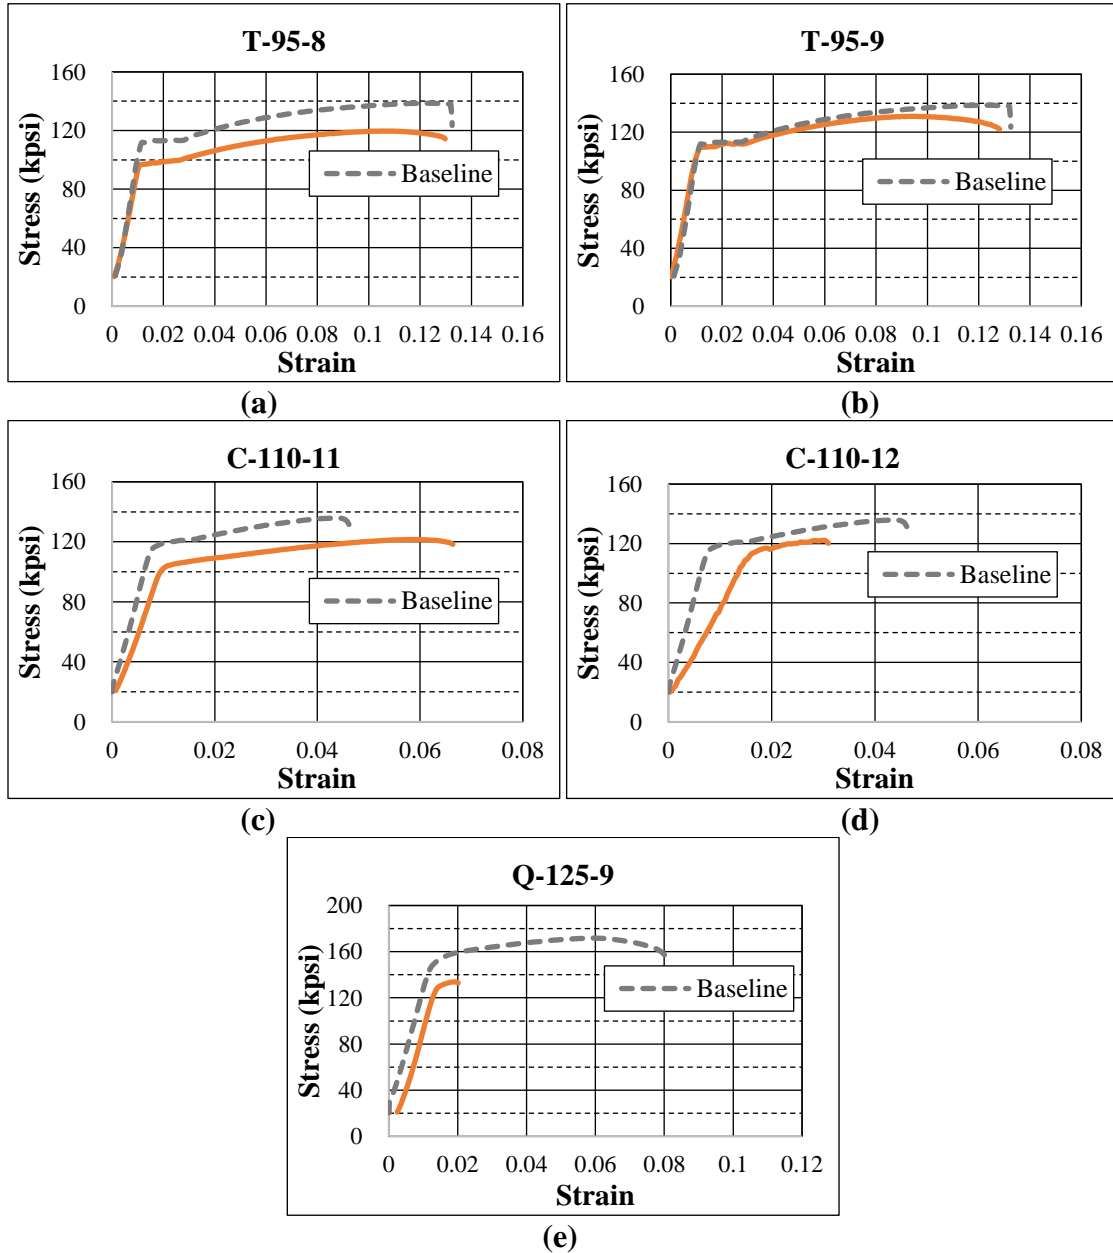 T-95-8
160
120
80
40
0
Stress (kpsi)
Baseline
0 0.02 0.04 0.06 0.08 0.1 0.12 0.14 0.16
Strain
(a)
T-95-9
160
120
80
40
0
Stress (kpsi)
Baseline
0 0.02 0.04 0.06 0.08 0.1 0.12 0.14 0.16
Strain
(b)
C-110-11
160
120
80
40
0
Stress (kpsi)
Baseline
0 0.02 0.04 0.06 0.08
Strain
(c)
C-110-12
160
120
80
40
0
Stress (kpsi)
Baseline
0 0.02 0.04 0.06 0.08
Strain
(d)
Q-125-9
200
160
120
80
40
0
Stress (kpsi)
Baseline
0 0.02 0.04 0.06 0.08 0.1 0.12
Strain
(e)